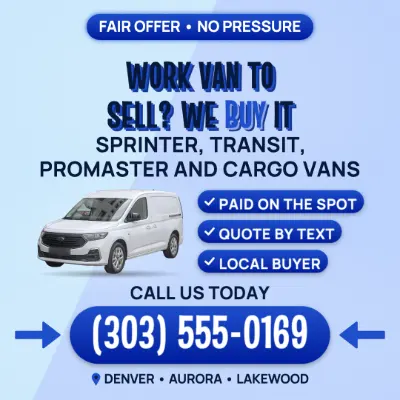 FAIR OFFER • NO PRESSURE
WORK VAN TO
SELL? WE BUY IT
SPRINTER, TRANSIT,
PROMASTER AND CARGO VANS
PAID ON THE SPOT
QUOTE BY TEXT
LOCAL BUYER
CALL US TODAY
(303) 555-0169
DENVER • AURORA • LAKEWOOD